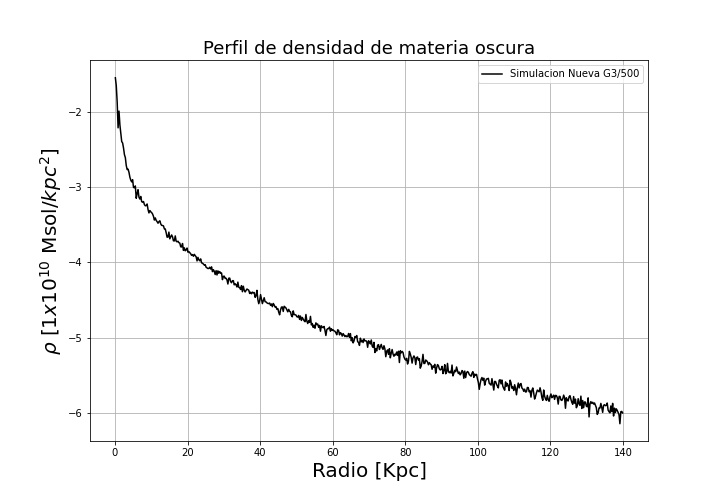 Perfil de densidad de materia oscura
Simulacion Nueva G3/500
ρ [1x10¹⁰ Msol/kpc²]
−2
−3
−4
−5
−6
0 20 40 60 80 100 120 140
Radio [Kpc]